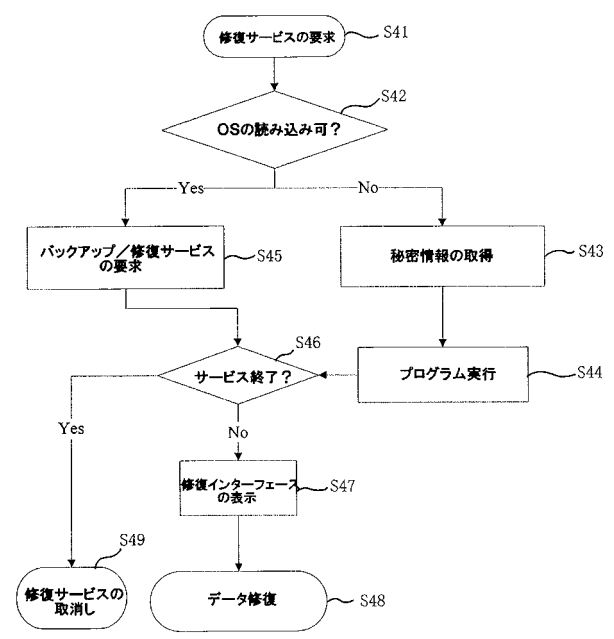 修復サービスの要求
S41
S42
OSの読み込み可？
Yes
No
バックアップ／修復サービス
の要求
S45
秘密情報の取得
S43
S46
サービス終了？
プログラム実行
S44
Yes
No
修復インターフェース
の表示
S47
S49
修復サービスの
取消し
データ修復
S48